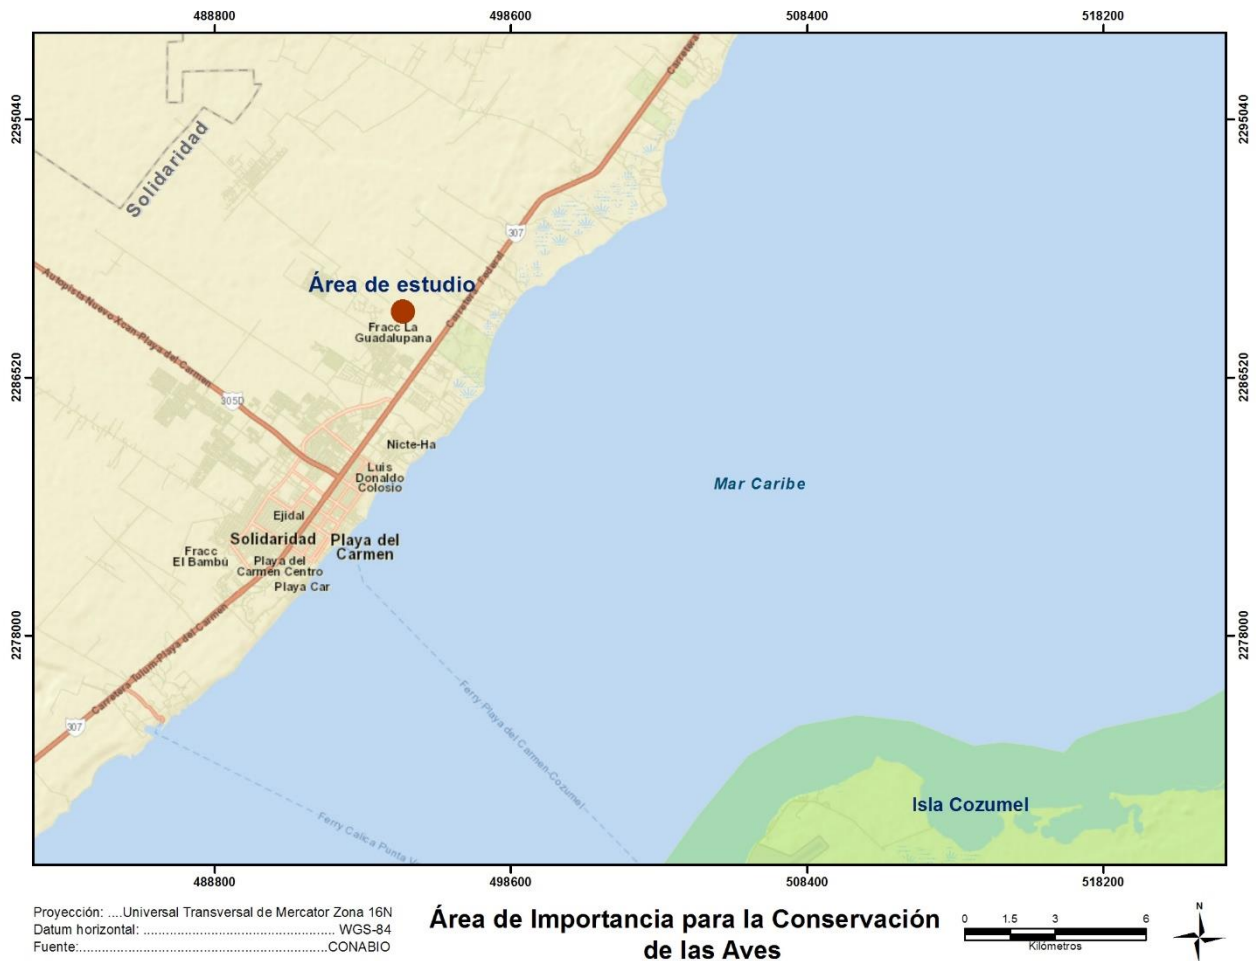 488800
498600
508400
518200
2295040
2295040
Carretera
Solidaridad
307
Carretera Federal
Autopista Nuevo Xcan-Playa del Carmen
Área de estudio
Fracc La
Guadalupana
2286520
2286520
305D
Nicte-Ha
Luis
Donaldo
Colosio
Mar Caribe
Ejidal
Solidaridad
Playa del
Carmen
Fracc
El Bambú
Playa del
Carmen Centro
Playa Car
2278000
2278000
Carretera Tulum-Playa del Carmen
307
Ferry Playa del Carmen-Cozumel
Ferry Calica Punta
Isla Cozumel
488800
498600
508400
518200
Proyección: ....Universal Transversal de Mercator Zona 16N
Datum horizontal: ................................... WGS-84
Fuente:...................................................CONABIO
Área de Importancia para la Conservación
de las Aves
0 1.5 3 6
Kilómetros
N